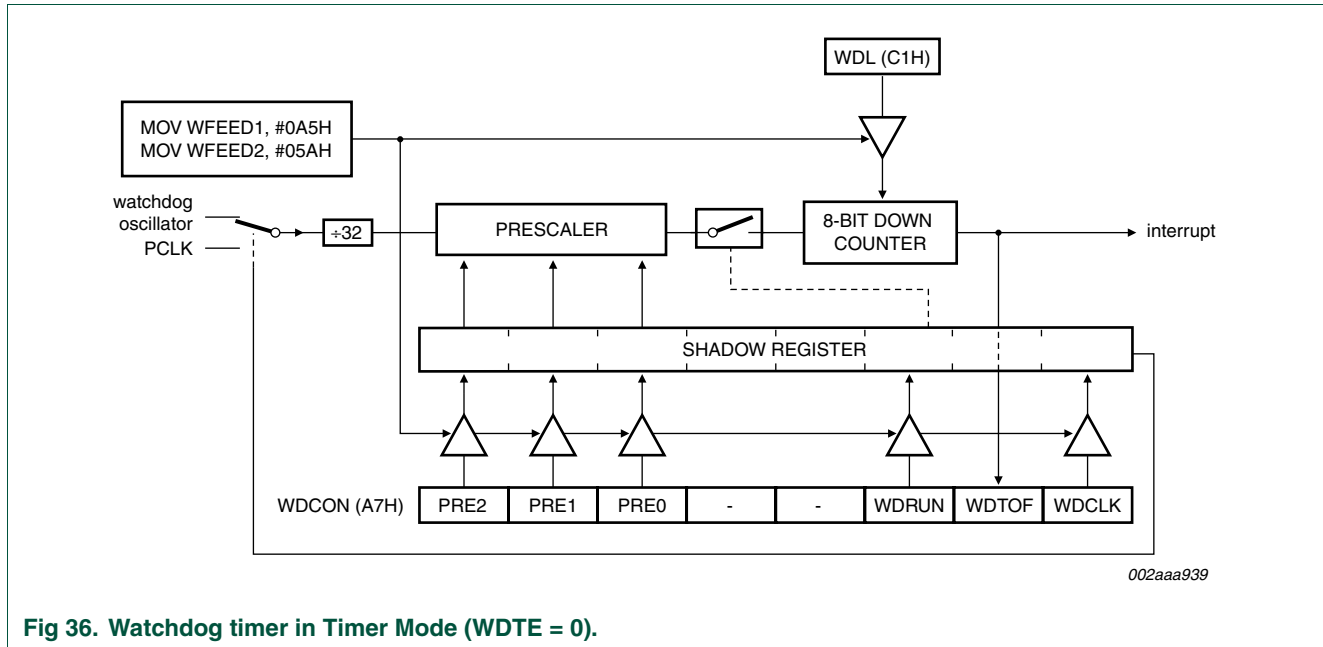 WDL (C1H)
MOV WFEED1, #0A5H
MOV WFEED2, #05AH
watchdog
oscillator
PCLK
÷32
PRESCALER
8-BIT DOWN
COUNTER
interrupt
SHADOW REGISTER
WDCON (A7H)
PRE2
PRE1
PRE0
-
-
WDRUN
WDTOF
WDCLK
002aaa939
Fig 36. Watchdog timer in Timer Mode (WDTE = 0).